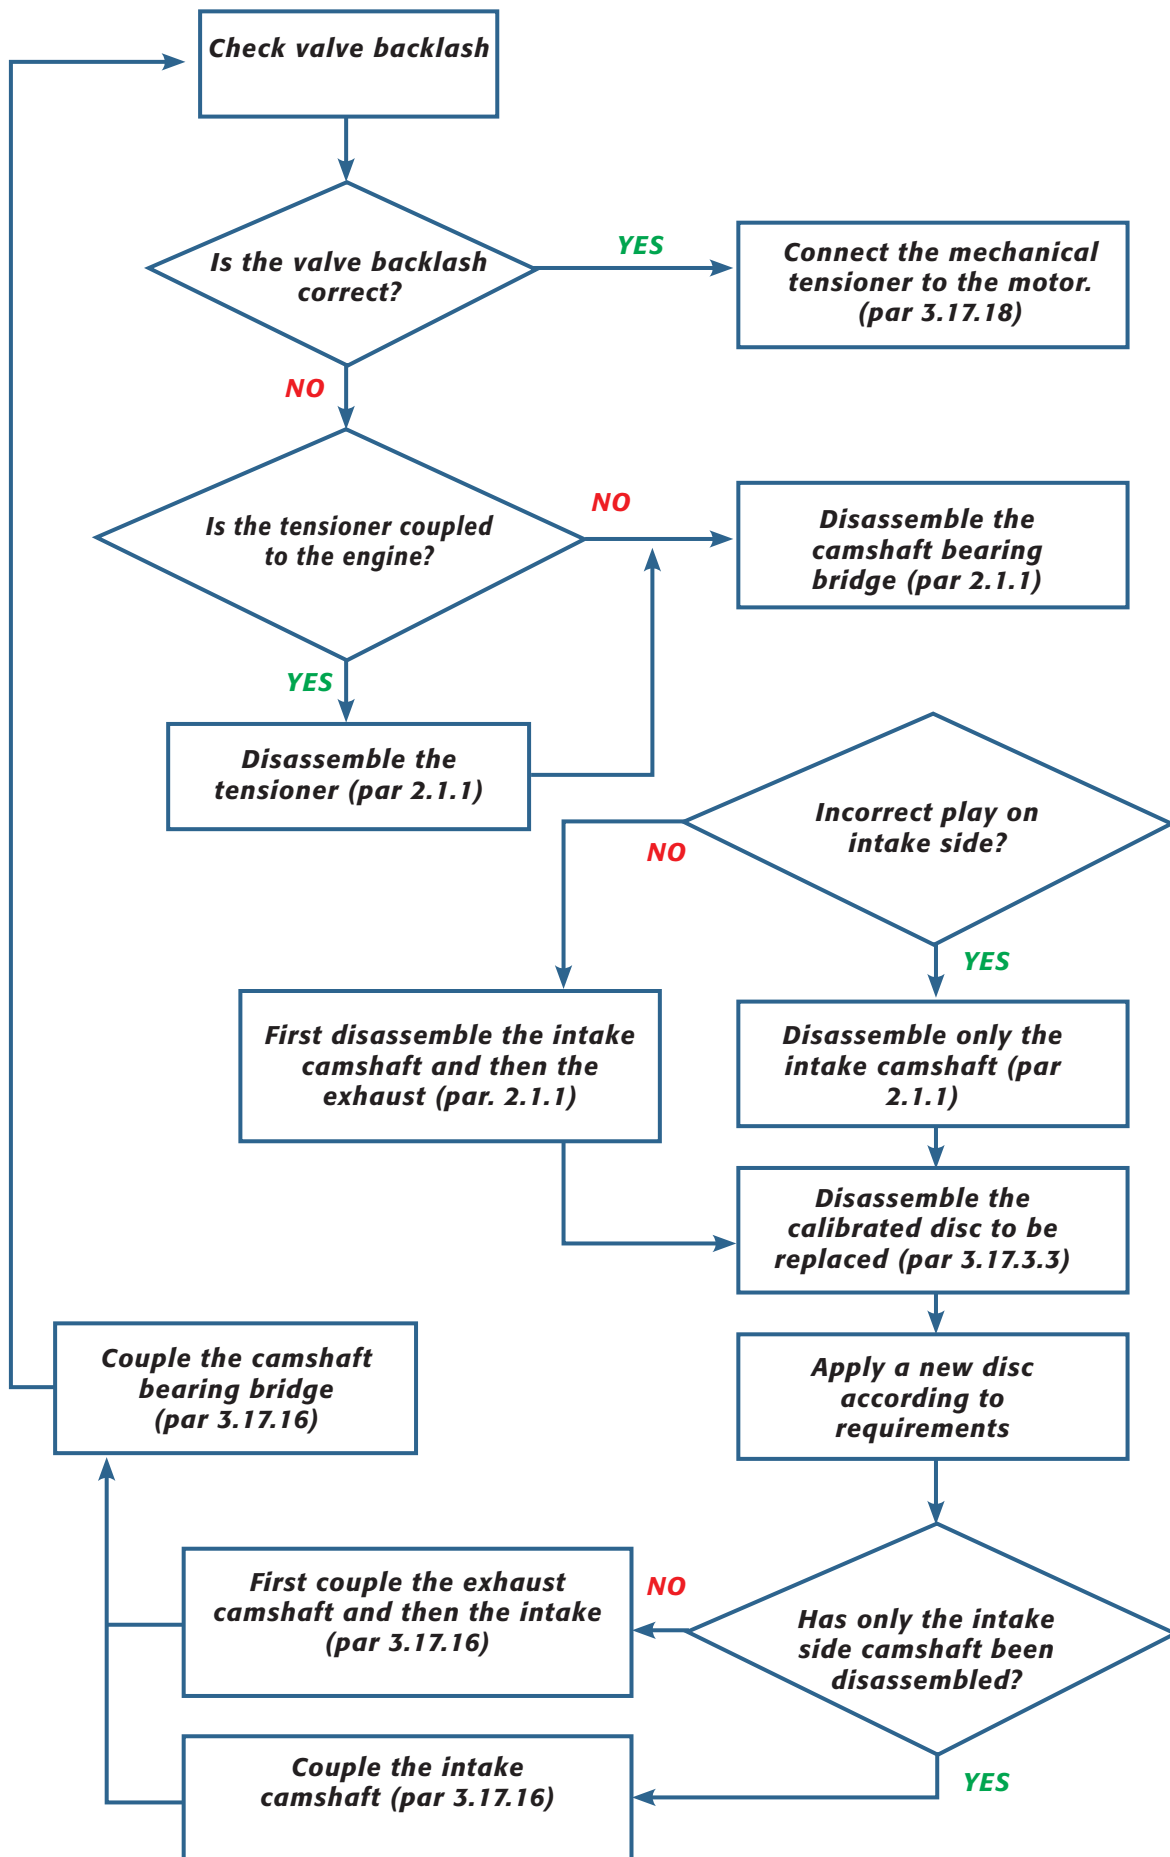 Check valve backlash
Is the valve backlash
correct?
YES
Connect the mechanical
tensioner to the motor.
(par 3.17.18)
NO
Is the tensioner coupled
to the engine?
NO
Disassemble the
camshaft bearing
bridge (par 2.1.1)
YES
Disassemble the
tensioner (par 2.1.1)
Incorrect play on
intake side?
NO
YES
First disassemble the intake
camshaft and then the
exhaust (par. 2.1.1)
Disassemble only the
intake camshaft (par
2.1.1)
Disassemble the
calibrated disc to be
replaced (par 3.17.3.3)
Couple the camshaft
bearing bridge
(par 3.17.16)
Apply a new disc
according to
requirements
First couple the exhaust
camshaft and then the intake
(par 3.17.16)
NO
Has only the intake
side camshaft been
disassembled?
Couple the intake
camshaft (par 3.17.16)
YES